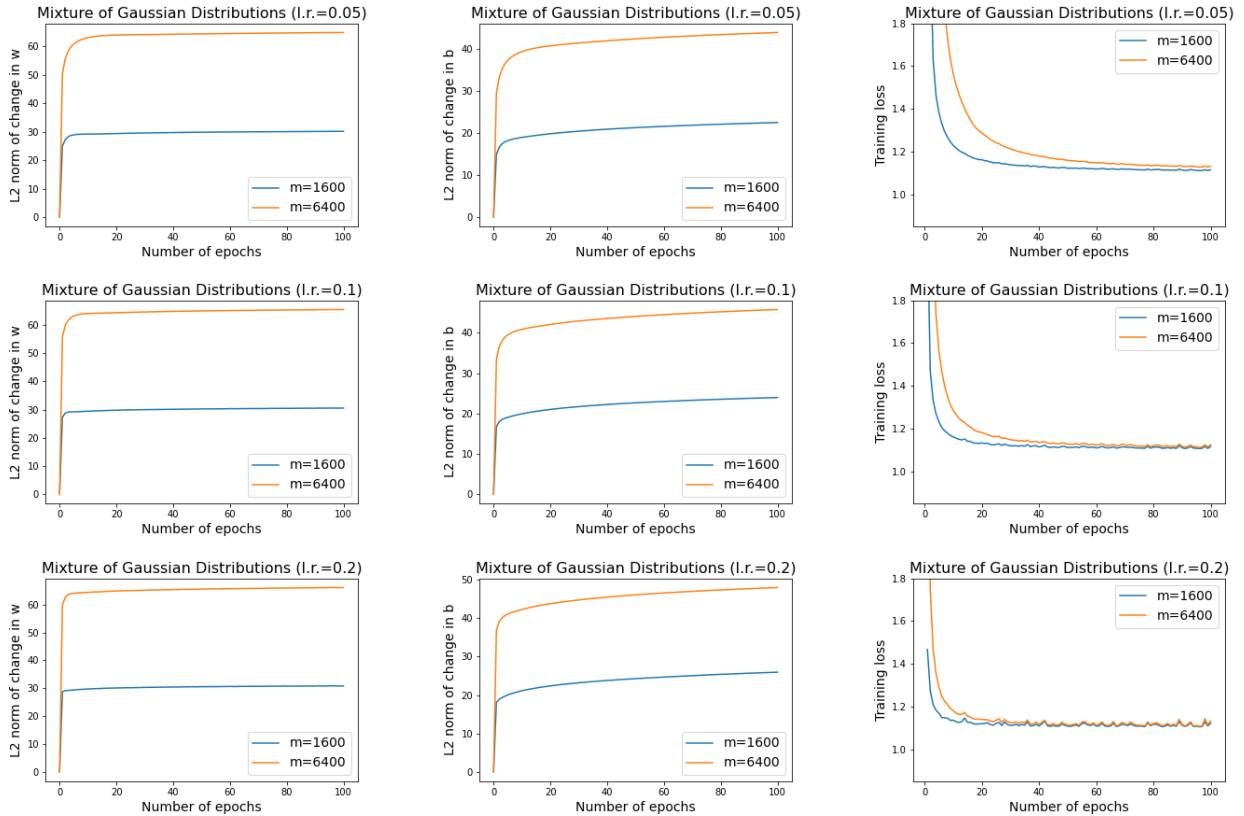 Mixture of Gaussian Distributions (l.r.=0.05)
L2 norm of change in w
60
50
40
30
20
10
0
m=1600
m=6400
0 20 40 60 80 100
Number of epochs
Mixture of Gaussian Distributions (l.r.=0.05)
L2 norm of change in b
40
30
20
10
0
m=1600
m=6400
0 20 40 60 80 100
Number of epochs
Mixture of Gaussian Distributions (l.r.=0.05)
Training loss
1.8
1.6
1.4
1.2
1.0
m=1600
m=6400
0 20 40 60 80 100
Number of epochs
Mixture of Gaussian Distributions (l.r.=0.1)
L2 norm of change in w
60
50
40
30
20
10
0
m=1600
m=6400
0 20 40 60 80 100
Number of epochs
Mixture of Gaussian Distributions (l.r.=0.1)
L2 norm of change in b
40
30
20
10
0
m=1600
m=6400
0 20 40 60 80 100
Number of epochs
Mixture of Gaussian Distributions (l.r.=0.1)
Training loss
1.8
1.6
1.4
1.2
1.0
m=1600
m=6400
0 20 40 60 80 100
Number of epochs
Mixture of Gaussian Distributions (l.r.=0.2)
L2 norm of change in w
60
50
40
30
20
10
0
m=1600
m=6400
0 20 40 60 80 100
Number of epochs
Mixture of Gaussian Distributions (l.r.=0.2)
L2 norm of change in b
50
40
30
20
10
0
m=1600
m=6400
0 20 40 60 80 100
Number of epochs
Mixture of Gaussian Distributions (l.r.=0.2)
Training loss
1.8
1.6
1.4
1.2
1.0
m=1600
m=6400
0 20 40 60 80 100
Number of epochs